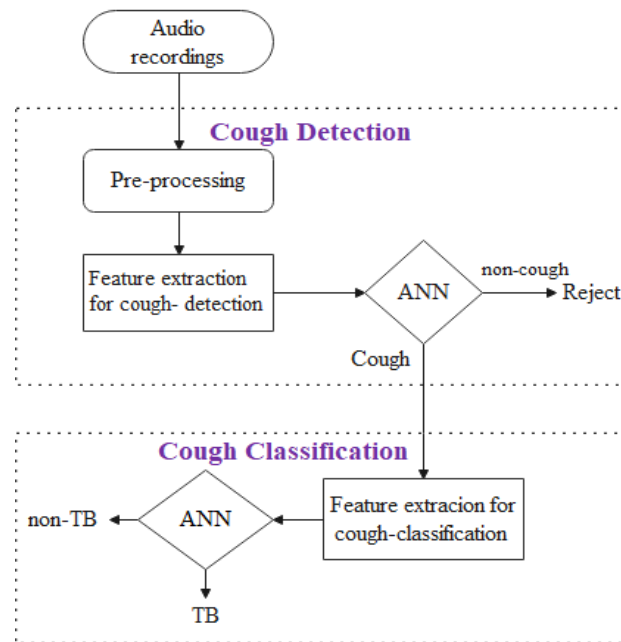 Audio
recordings
Cough Detection
Pre-processing
Feature extraction
for cough- detection
ANN
non-cough
Reject
Cough
Cough Classification
Feature extracion for
cough-classification
ANN
non-TB
TB